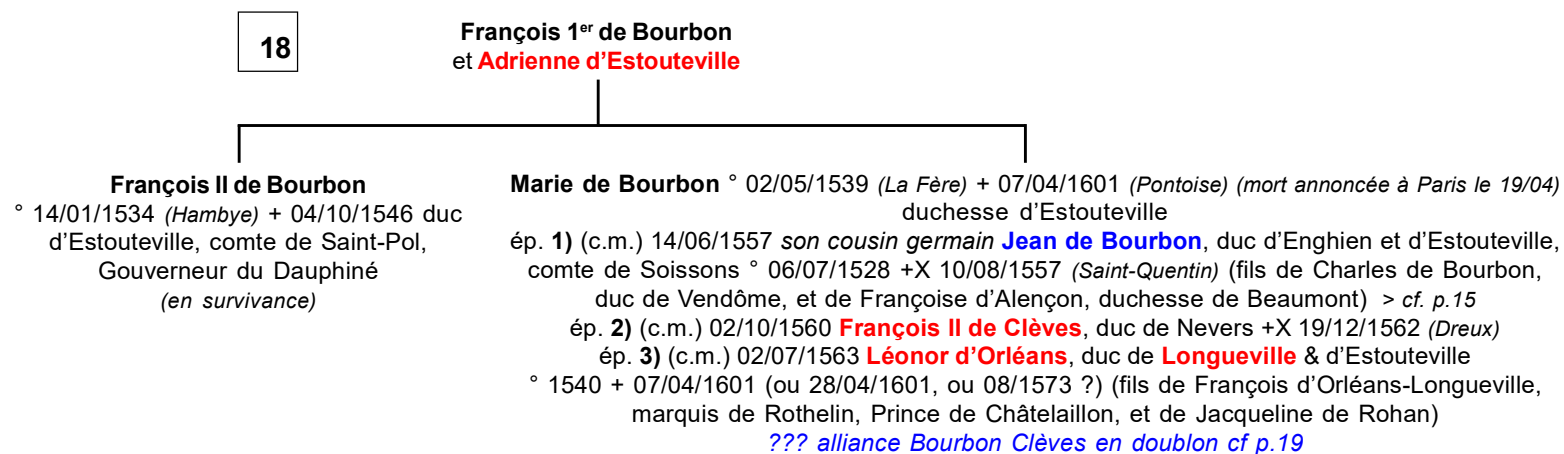 18
François 1er de Bourbon
et Adrienne d’Estouteville
François II de Bourbon
° 14/01/1534 (Hambye) + 04/10/1546 duc
d’Estouteville, comte de Saint-Pol,
Gouverneur du Dauphiné
(en survivance)
Marie de Bourbon ° 02/05/1539 (La Fère) + 07/04/1601 (Pontoise) (mort annoncée à Paris le 19/04)
duchesse d’Estouteville
ép. 1) (c.m.) 14/06/1557 son cousin germain Jean de Bourbon, duc d’Enghien et d’Estouteville,
comte de Soissons ° 06/07/1528 +X 10/08/1557 (Saint-Quentin) (fils de Charles de Bourbon,
duc de Vendôme, et de Françoise d’Alençon, duchesse de Beaumont) > cf. p.15
ép. 2) (c.m.) 02/10/1560 François II de Clèves, duc de Nevers +X 19/12/1562 (Dreux)
ép. 3) (c.m.) 02/07/1563 Léonor d’Orléans, duc de Longueville & d’Estouteville
° 1540 + 07/04/1601 (ou 28/04/1601, ou 08/1573 ?) (fils de François d’Orléans-Longueville,
marquis de Rothelin, Prince de Châtelaillon, et de Jacqueline de Rohan)
??? alliance Bourbon Clèves en doublon cf p.19